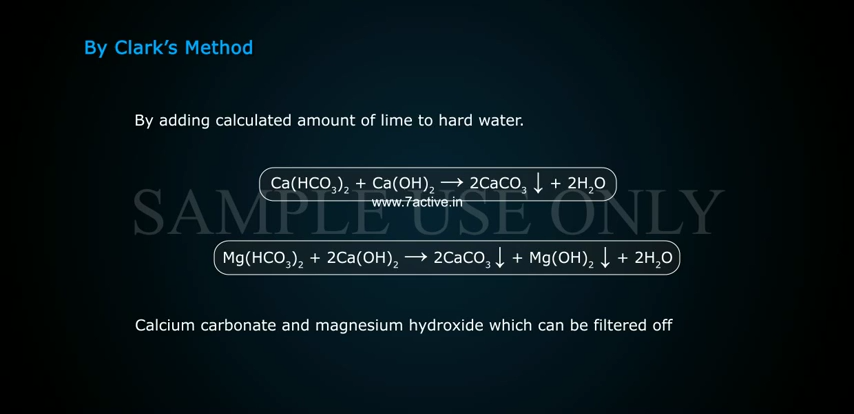 By Clark's Method
By adding calculated amount of lime to hard water.
Ca(HCO₃)₂ + Ca(OH)₂ → 2CaCO₃ ↓ + 2H₂O
www.7active.in
SAMPLE USE ONLY
Mg(HCO₃)₂ + 2Ca(OH)₂ → 2CaCO₃ ↓ + Mg(OH)₂ ↓ + 2H₂O
Calcium carbonate and magnesium hydroxide which can be filtered off